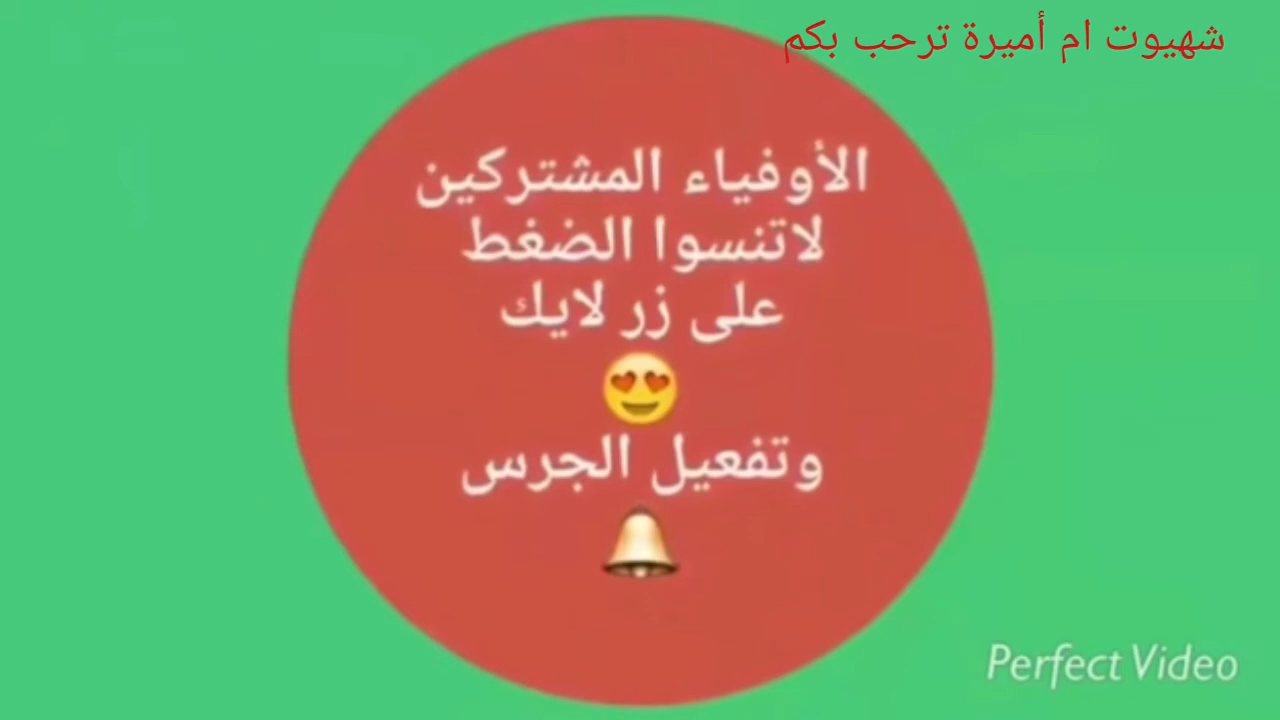 شهيوت ام أميرة ترحب بكم
الأوفياء المشتركين
لاتنسوا الضغط
على زر لايك
😍
وتفعيل الجرس
🔔
Perfect Video